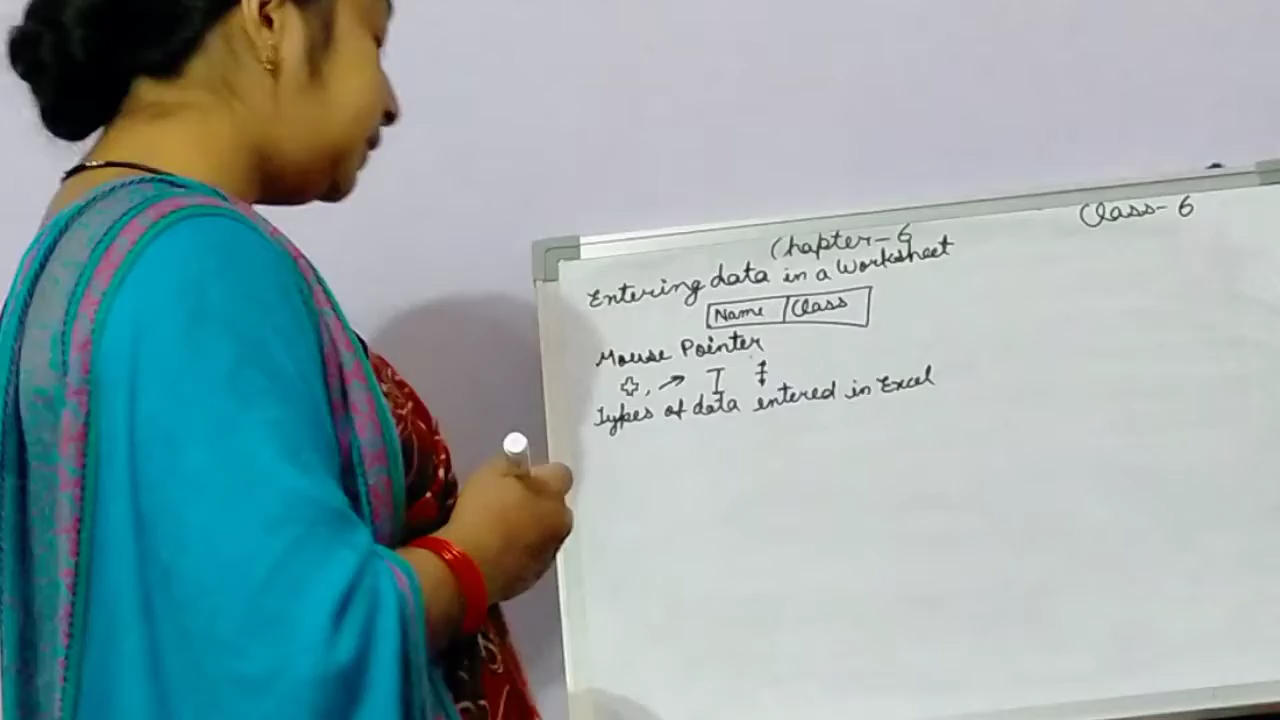 Class-6
Chapter-6
Entering data in a Worksheet
Name Class
Mouse Pointer
Types of data entered in Excel